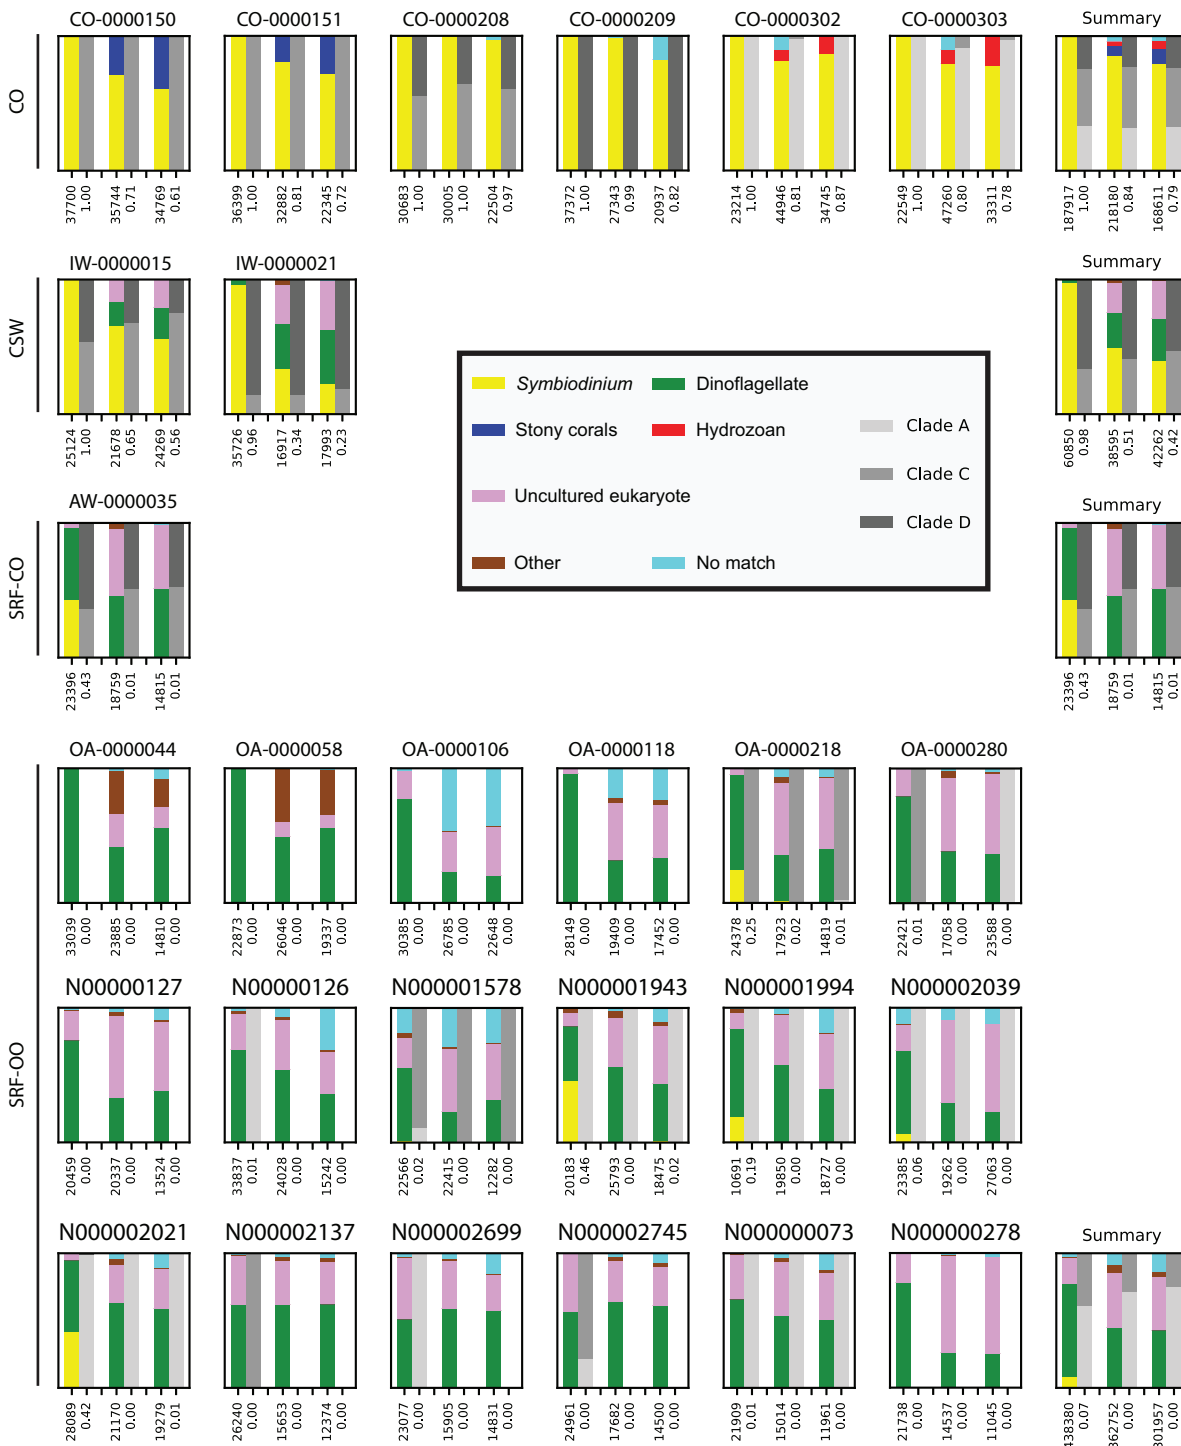 CO-0000150 CO-0000151 CO-0000208 CO-0000209 CO-0000302 CO-0000303 Summary
CO
37700 1.00 35744 0.71 34769 0.61 36399 1.00 32882 0.81 22345 0.72 30683 1.00 30005 1.00 22504 0.97 37372 1.00 27343 0.99 20937 0.82 23214 1.00 44946 0.81 34745 0.87 22549 1.00 47260 0.80 33311 0.78 187917 1.00 218180 0.84 168611 0.79
IW-0000015 IW-0000021 Summary
CSW
25124 1.00 21678 0.65 24269 0.56 35726 0.96 16917 0.34 17993 0.23 60850 0.98 38595 0.51 42262 0.42
Symbiodinium Dinoflagellate
Stony corals Hydrozoan Clade A
Clade C
Uncultured eukaryote
Clade D
Other No match
AW-0000035 Summary
SRF-CO
23396 0.43 18759 0.01 14815 0.01 23396 0.43 18759 0.01 14815 0.01
OA-0000044 OA-0000058 OA-0000106 OA-0000118 OA-0000218 OA-0000280
33039 0.00 23885 0.00 14810 0.00 22873 0.00 26046 0.00 19337 0.00 30385 0.00 26785 0.00 22648 0.00 28149 0.00 19409 0.00 17452 0.00 24378 0.25 17923 0.02 14819 0.01 22421 0.00 17058 0.00 23588 0.00
SRF-OO
N00000127 N00000126 N000001578 N000001943 N000001994 N000002039
20459 0.00 20337 0.00 13524 0.00 33837 0.01 24028 0.00 15242 0.00 22566 0.02 22415 0.00 12282 0.00 20183 0.46 25793 0.00 18475 0.02 10691 0.19 19850 0.00 18727 0.00 23385 0.06 19262 0.00 27063 0.00
N000002021 N000002137 N000002699 N000002745 N000000073 N000000278 Summary
28089 0.42 21170 0.00 19279 0.01 26240 0.00 15653 0.00 12374 0.00 23077 0.00 15905 0.00 14831 0.00 24961 0.00 17682 0.00 14500 0.00 21909 0.01 15014 0.00 11961 0.00 21738 0.00 14537 0.00 11045 0.00 438380 0.07 362752 0.00 301957 0.00